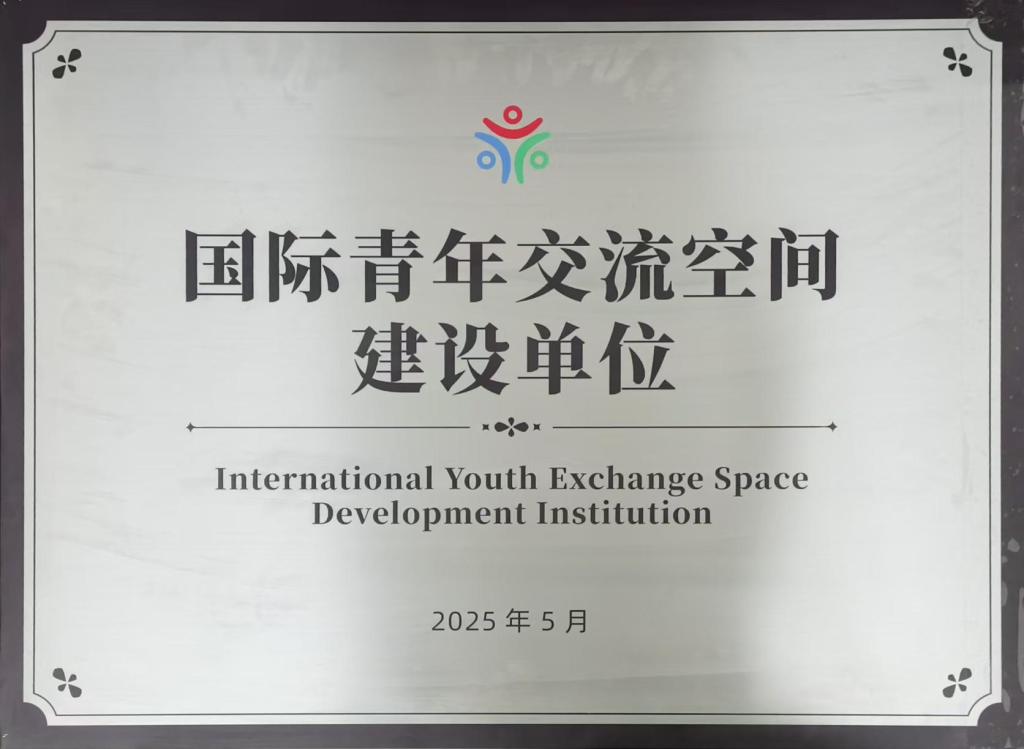 国际青年交流空间
建设单位
International Youth Exchange Space
Development Institution
2025 年 5 月